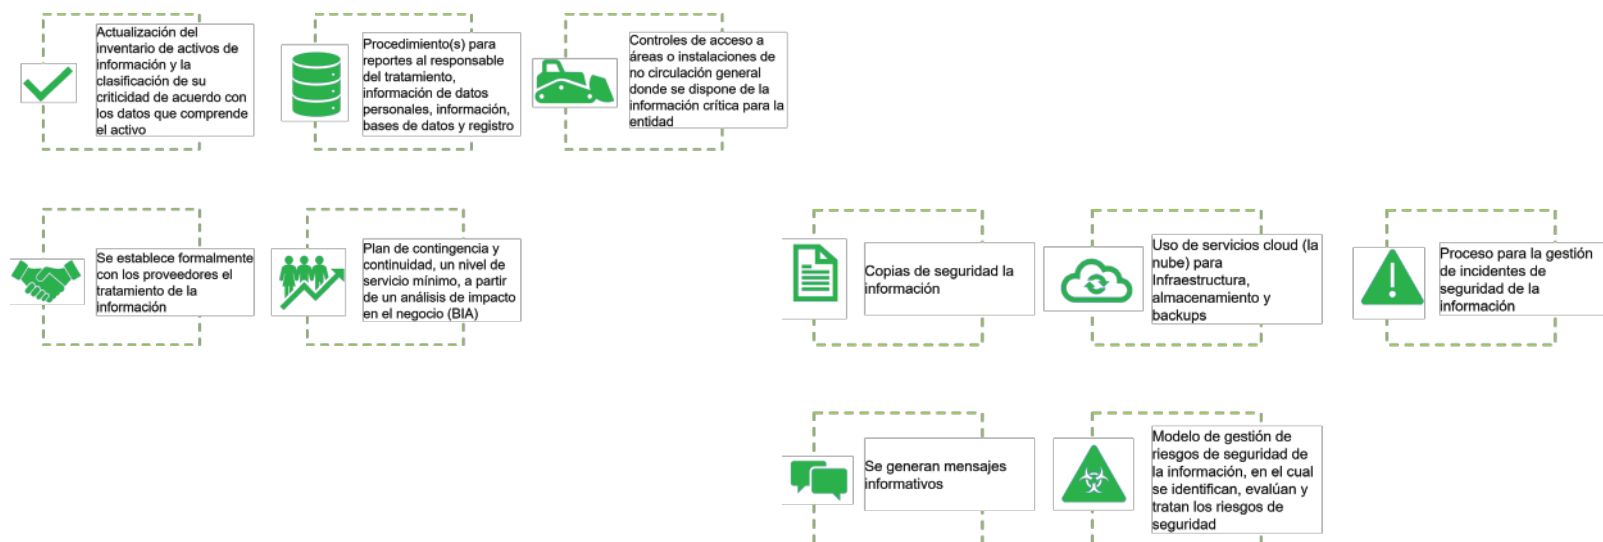 Actualización del
inventario de activos de
información y la
clasificación de su
criticidad de acuerdo con
los datos que comprende
el activo
Procedimiento(s) para
reportes al responsable
del tratamiento,
información de datos
personales, información,
bases de datos y registro
Controles de acceso a
áreas o instalaciones de
no circulación general
donde se dispone de la
información crítica para la
entidad
Se establece formalmente
con los proveedores el
tratamiento de la
información
Plan de contingencia y
continuidad, un nivel de
servicio mínimo, a partir
de un análisis de impacto
en el negocio (BIA)
Copias de seguridad la
información
Uso de servicios cloud (la
nube) para
Infraestructura,
almacenamiento y
backups
Proceso para la gestión
de incidentes de
seguridad de la
información
Se generan mensajes
informativos
Modelo de gestión de
riesgos de seguridad de
la información, en el cual
se identifican, evalúan y
tratan los riesgos de
seguridad